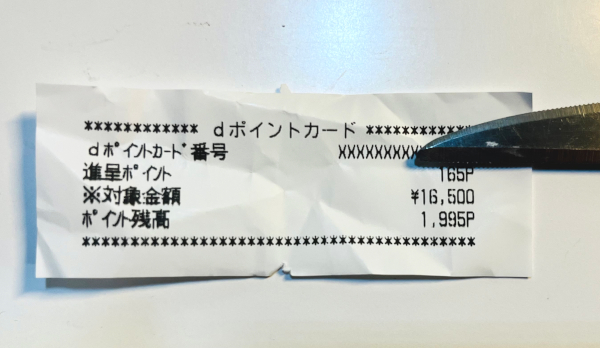 ************ dポイントカード ***********
dﾎﾟｲﾝﾄｶｰﾄﾞ番号 XXXXXXXXXX
進呈ﾎﾟｲﾝﾄ 165P
※対象金額 ¥16,500
ﾎﾟｲﾝﾄ残高 1,995P
******************************************